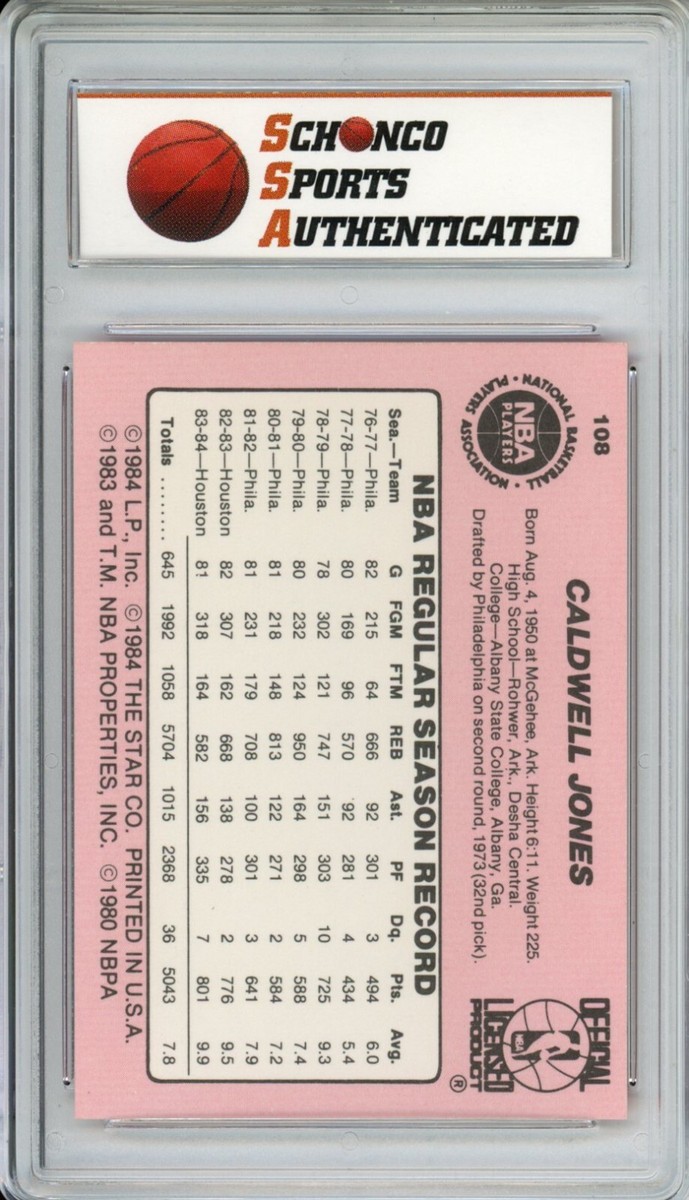 SCHONCO
SPORTS
AUTHENTICATED
108
CALDWELL JONES
NATIONAL BASKETBALL
PLAYERS ASSOCIATION
NBA
PLAYERS
Born Aug. 4, 1950 at McGehee, Ark. Height 6:11. Weight 225.
High School—Rohwer, Ark., Desha Central.
College—Albany State College, Albany, Ga.
Drafted by Philadelphia on second round, 1973 (32nd pick).
OFFICIAL
NBA
LICENSED
PRODUCT
®
NBA REGULAR SEASON RECORD
Sea.—Team G FGM FTM REB Ast. PF Dq. Pts. Avg.
76-77—Phila. 82 215 64 666 92 301 3 494 6.0
77-78—Phila. 80 169 96 570 92 281 4 434 5.4
78-79—Phila. 78 302 121 747 151 303 10 725 9.3
79-80—Phila. 80 232 124 950 164 298 5 588 7.4
80-81—Phila. 81 218 148 813 122 271 2 584 7.2
81-82—Phila. 81 231 179 708 100 301 3 641 7.9
82-83—Houston 82 307 162 668 138 278 2 776 9.5
83-84—Houston 81 318 164 582 156 335 7 801 9.9
Totals ........ 645 1992 1058 5704 1015 2368 36 5043 7.8
©1984 L.P., Inc. ©1984 THE STAR CO. PRINTED IN U.S.A.
©1983 and T.M. NBA PROPERTIES, INC. ©1980 NBPA